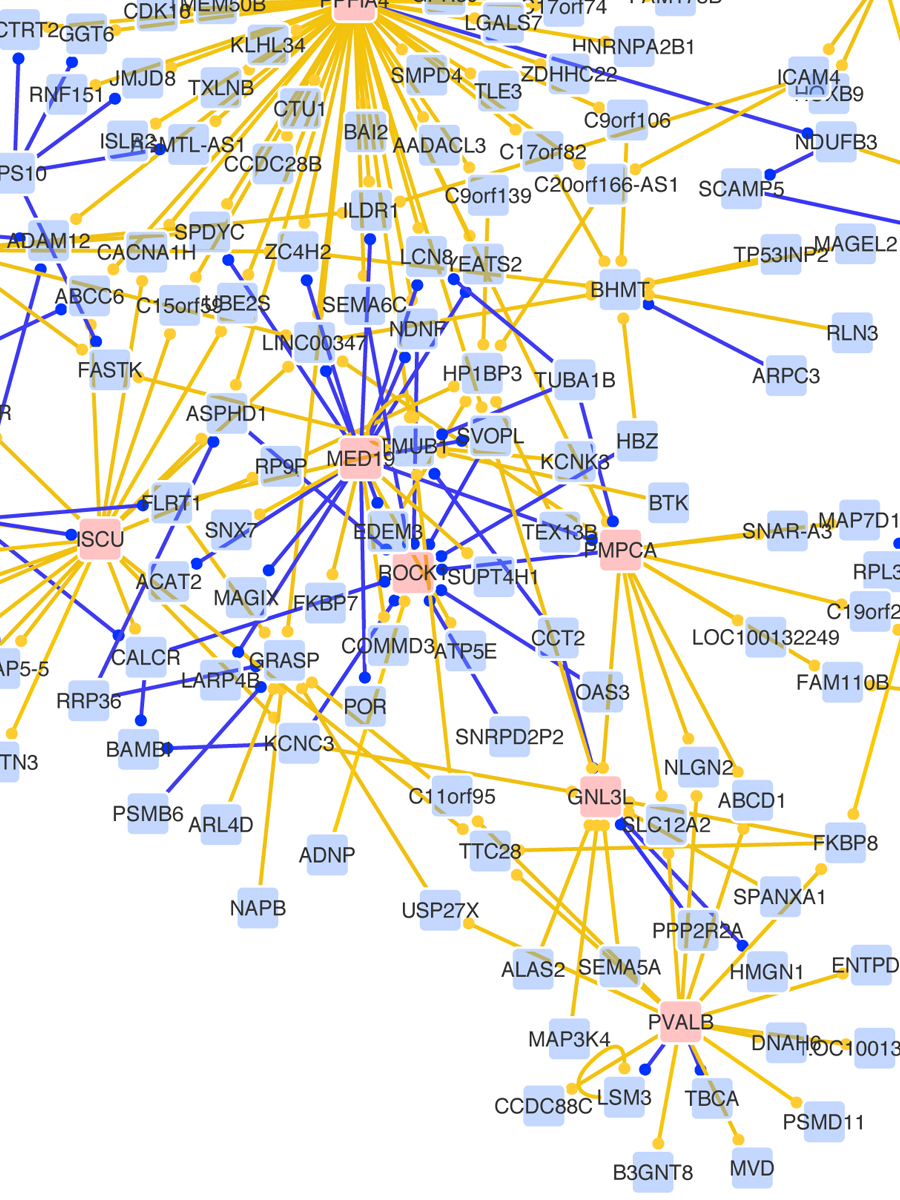 CTRT2
GGT6
CDK16
MEM50B
PPFIA4
LGALS7
C17orf74
HNRNPA2B1
KLHL34
JMJD8
RNF151
TXLNB
SMPD4
TLE3
ZDHHC22
ICAM4
CTU1
C9orf106
NDUFB3
ISLR2
BAI2
AADACL3
C17orf82
CCDC28B
PS10
C9orf139
C20orf166-AS1
SCAMP5
ILDR1
ADAM12
CACNA1H
SPDYC
ZC4H2
LCN8
YEATS2
TP53INP2
MAGEL2
ABCC6
C15orf59
UBE2S
SEMA6C
BHMT
NDNF
LINC00347
RLN3
FASTK
HP1BP3
TUBA1B
ARPC3
R
ASPHD1
SVOPL
TMUB1
HBZ
MED19
RP9P
KCNK3
FLRT1
BTK
SNX7
EDEM3
TEX13B
SNAR-A3
MAP7D1
ISCU
PMPCA
ROCK1
SUPT4H1
ACAT2
RPL3
MAGIX
FKBP7
C19orf2
LOC100132249
CCT2
COMMD3
ATP5E
CALCR
GRASP
AP5-5
LARP4B
FAM110B
RRP36
POR
OAS3
SNRPD2P2
KCNC3
BAMBI
TN3
NLGN2
C11orf95
GNL3L
ABCD1
PSMB6
ARL4D
SLC12A2
FKBP8
ADNP
TTC28
SPANXA1
NAPB
USP27X
PPP2R2A
ALAS2
SEMA5A
HMGN1
ENTPD
PVALB
MAP3K4
DNAH6
LOC10013
CCDC88C
LSM3
TBCA
PSMD11
B3GNT8
MVD